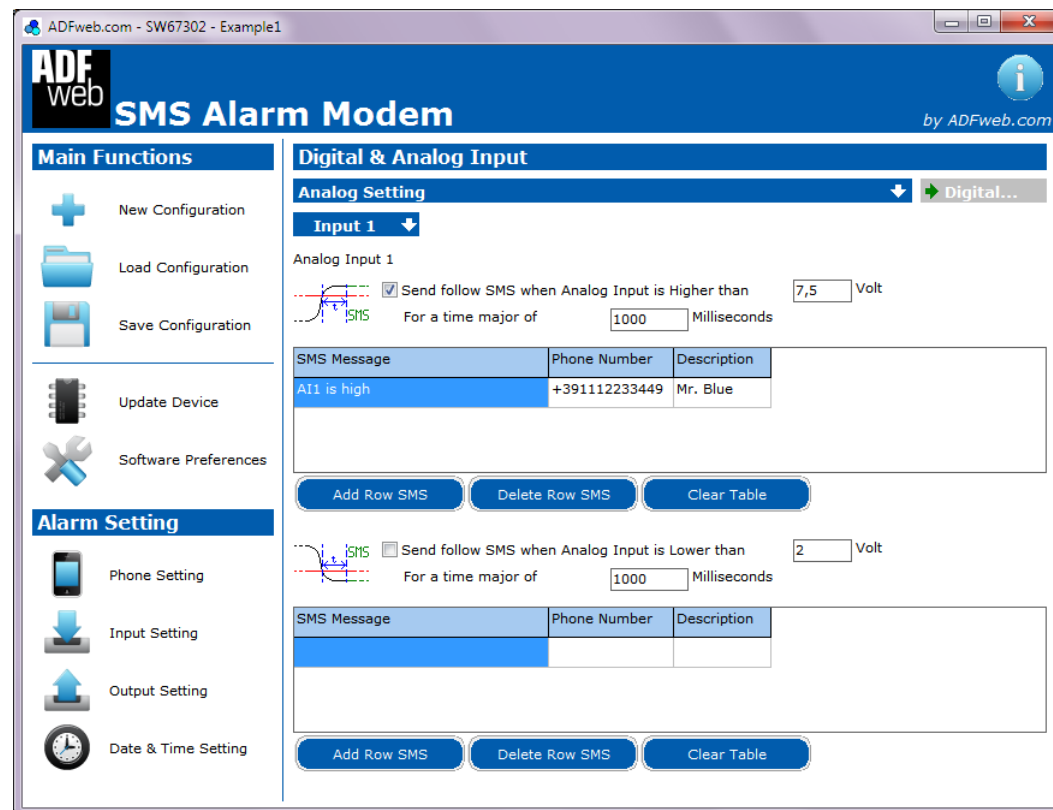 ADFweb.com - SW67302 - Example1
ADF
web
SMS Alarm Modem
i
by ADFweb.com
Main Functions
New Configuration
Load Configuration
Save Configuration
Update Device
Software Preferences
Alarm Setting
Phone Setting
Input Setting
Output Setting
Date & Time Setting
Digital & Analog Input
Analog Setting
Digital...
Input 1
Analog Input 1
t
SMS
Send follow SMS when Analog Input is Higher than 7,5 Volt
For a time major of 1000 Milliseconds
SMS Message Phone Number Description
AI1 is high +391112233449 Mr. Blue
Add Row SMS Delete Row SMS Clear Table
SMS
t
Send follow SMS when Analog Input is Lower than 2 Volt
For a time major of 1000 Milliseconds
SMS Message Phone Number Description
Add Row SMS Delete Row SMS Clear Table